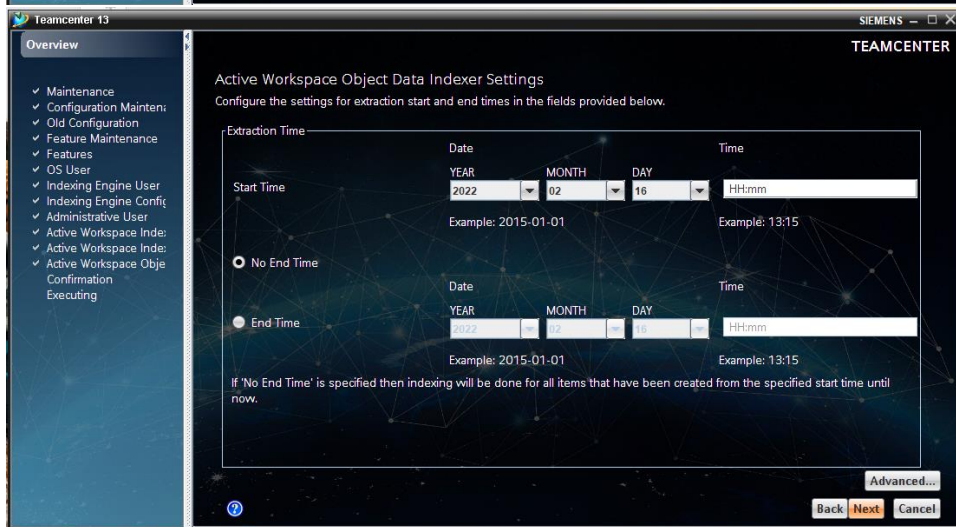 Teamcenter 13
SIEMENS
Overview
TEAMCENTER
Maintenance
Configuration Maintena
Old Configuration
Feature Maintenance
Features
OS User
Indexing Engine User
Indexing Engine Config
Administrative User
Active Workspace Inde:
Active Workspace Inde:
Active Workspace Obje
Confirmation
Executing
Active Workspace Object Data Indexer Settings
Configure the settings for extraction start and end times in the fields provided below.
Extraction Time
Date Time
YEAR MONTH DAY
Start Time 2022 02 16 HH:mm
Example: 2015-01-01 Example: 13:15
No End Time
Date Time
YEAR MONTH DAY
End Time 2022 02 16 HH:mm
Example: 2015-01-01 Example: 13:15
If 'No End Time' is specified then indexing will be done for all items that have been created from the specified start time until
now.
Advanced...
? Back Next Cancel